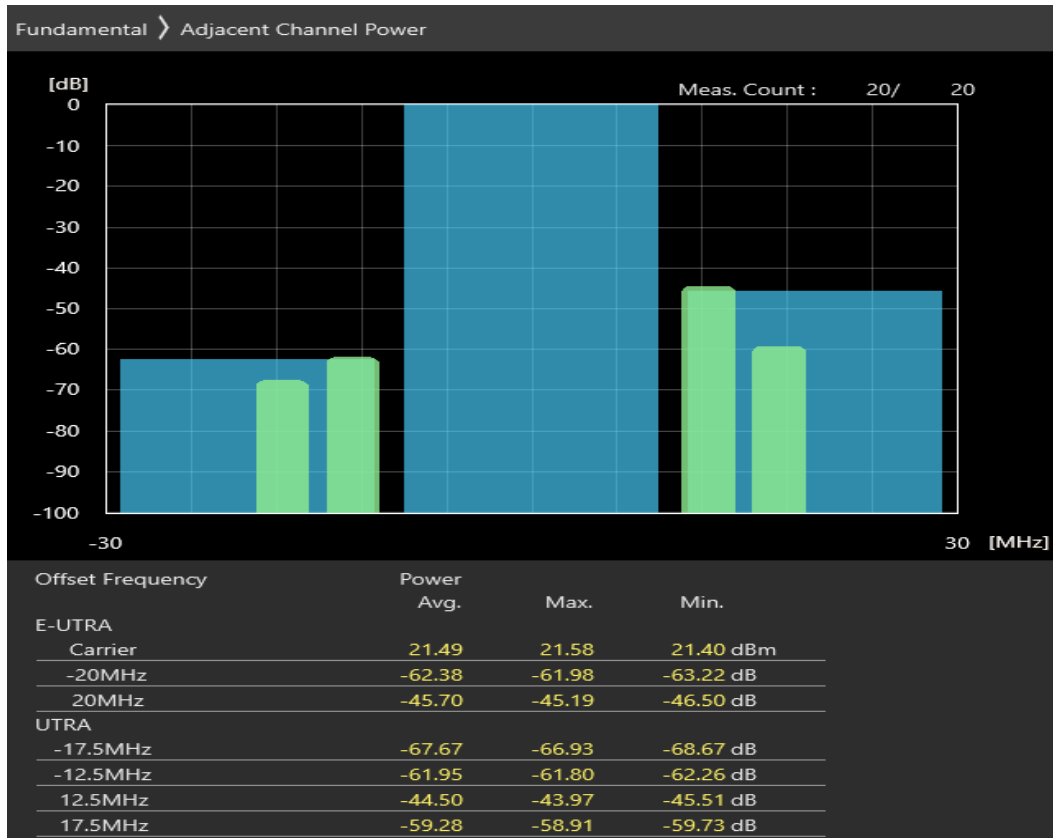 Fundamental 〉 Adjacent Channel Power
[dB]
Meas. Count : 20/ 20
0
-10
-20
-30
-40
-50
-60
-70
-80
-90
-100
-30 30 [MHz]
Offset Frequency Power
Avg. Max. Min.
E-UTRA
Carrier 21.49 21.58 21.40 dBm
-20MHz -62.38 -61.98 -63.22 dB
20MHz -45.70 -45.19 -46.50 dB
UTRA
-17.5MHz -67.67 -66.93 -68.67 dB
-12.5MHz -61.95 -61.80 -62.26 dB
12.5MHz -44.50 -43.97 -45.51 dB
17.5MHz -59.28 -58.91 -59.73 dB